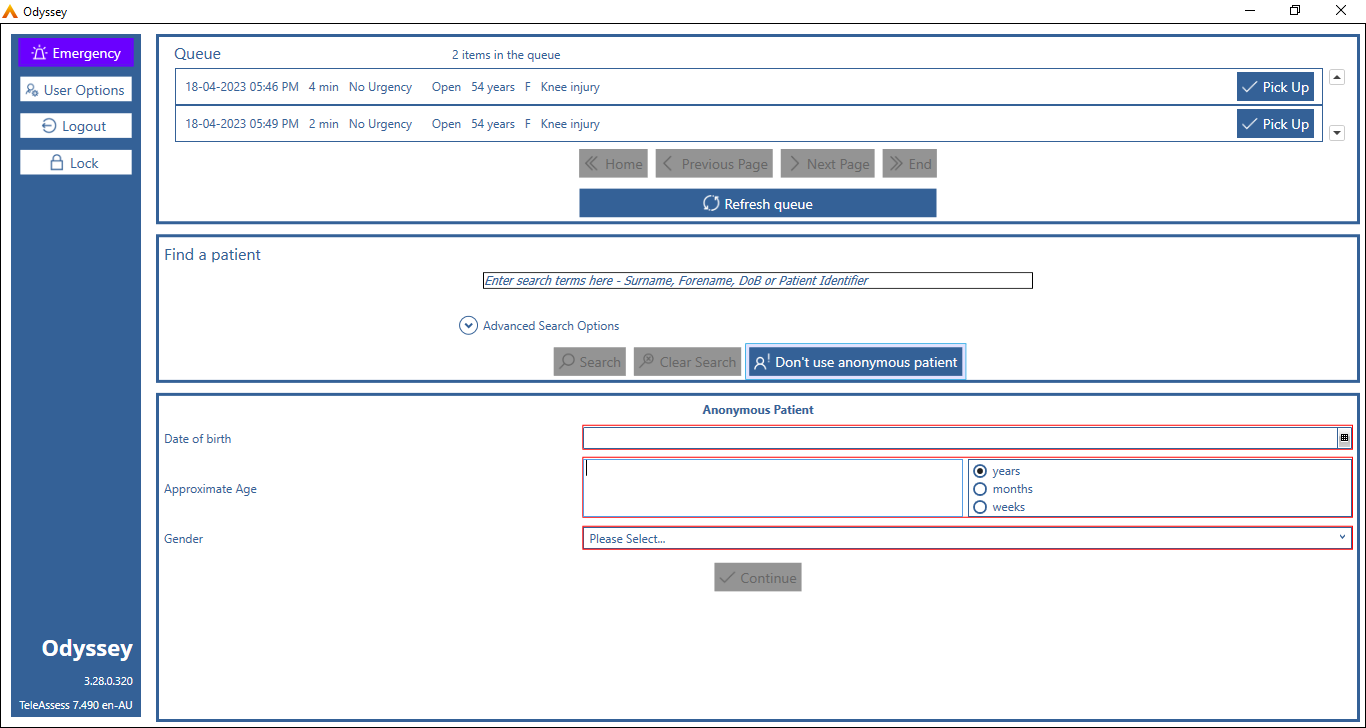 Odyssey
Emergency
User Options
Logout
Lock
Queue 2 items in the queue
18-04-2023 05:46 PM 4 min No Urgency Open 54 years F Knee injury Pick Up
18-04-2023 05:49 PM 2 min No Urgency Open 54 years F Knee injury Pick Up
Home Previous Page Next Page End
Refresh queue
Find a patient
Enter search terms here - Surname, Forename, DoB or Patient Identifier
Advanced Search Options
Search Clear Search Don't use anonymous patient
Anonymous Patient
Date of birth
Approximate Age
years
months
weeks
Gender Please Select...
Continue
Odyssey
3.28.0.320
TeleAssess 7.490 en-AU